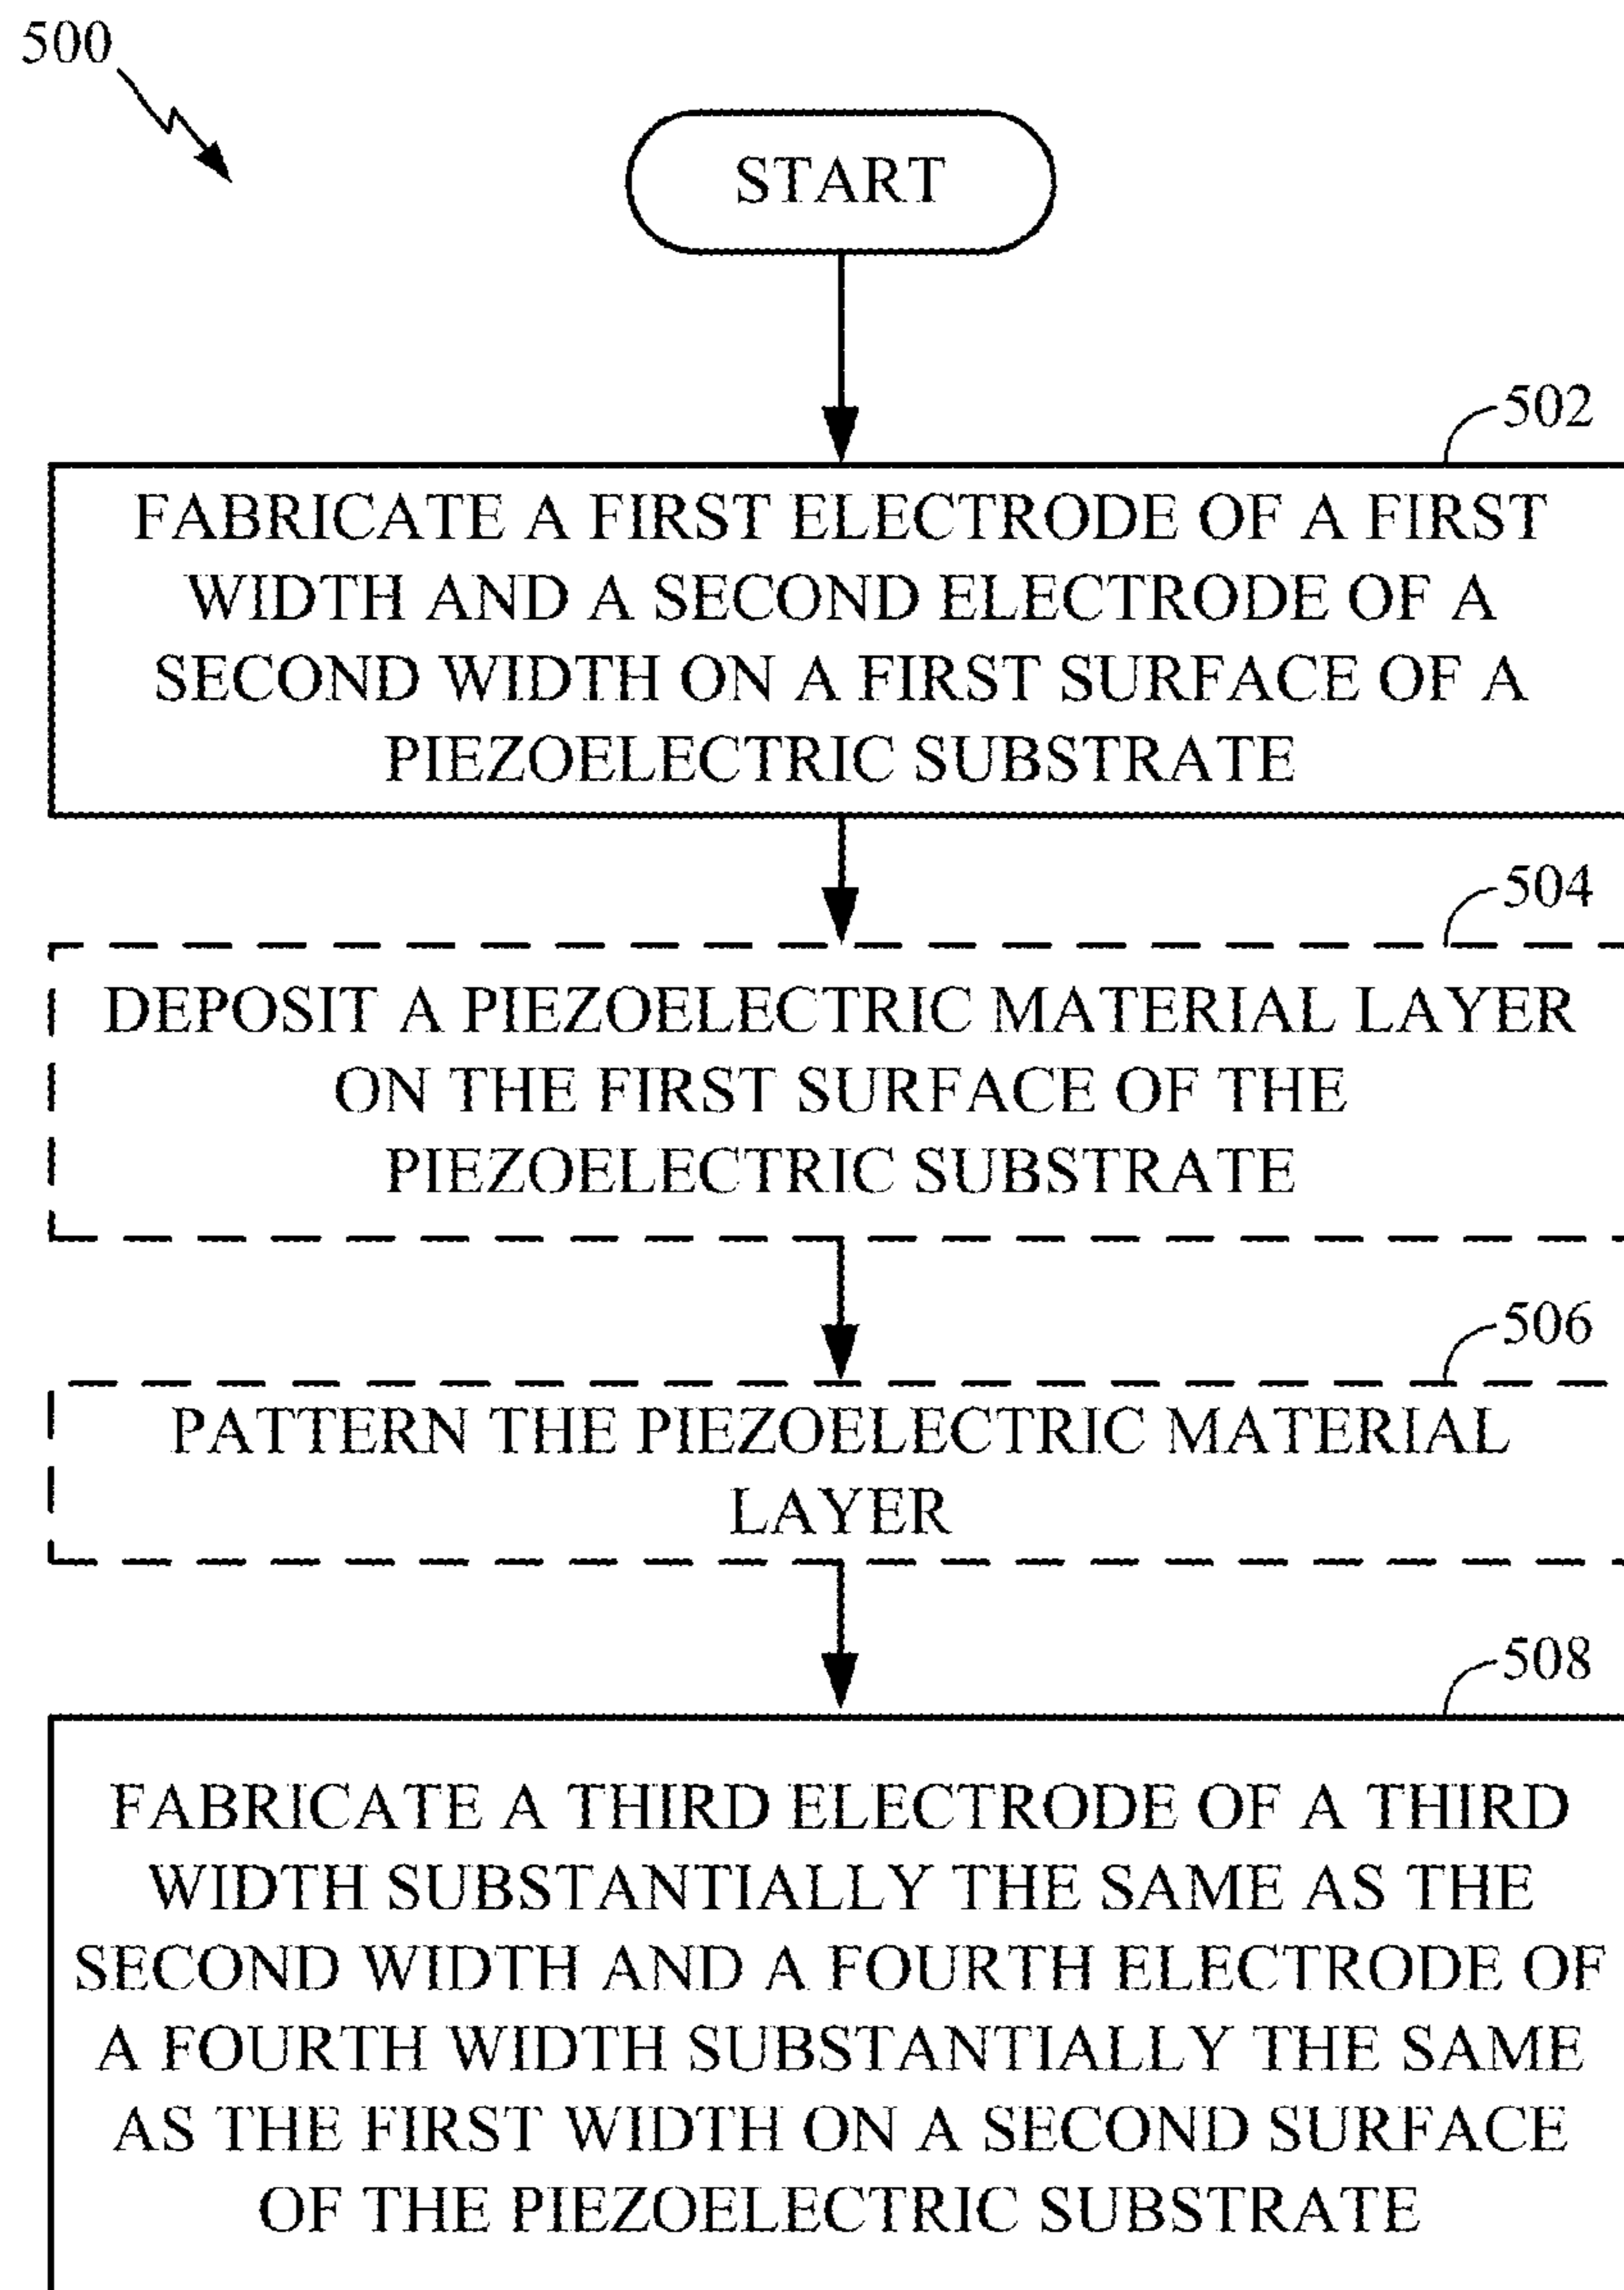 500
START
502
FABRICATE A FIRST ELECTRODE OF A FIRST
WIDTH AND A SECOND ELECTRODE OF A
SECOND WIDTH ON A FIRST SURFACE OF A
PIEZOELECTRIC SUBSTRATE
504
DEPOSIT A PIEZOELECTRIC MATERIAL LAYER
ON THE FIRST SURFACE OF THE
PIEZOELECTRIC SUBSTRATE
506
PATTERN THE PIEZOELECTRIC MATERIAL
LAYER
508
FABRICATE A THIRD ELECTRODE OF A THIRD
WIDTH SUBSTANTIALLY THE SAME AS THE
SECOND WIDTH AND A FOURTH ELECTRODE OF
A FOURTH WIDTH SUBSTANTIALLY THE SAME
AS THE FIRST WIDTH ON A SECOND SURFACE
OF THE PIEZOELECTRIC SUBSTRATE